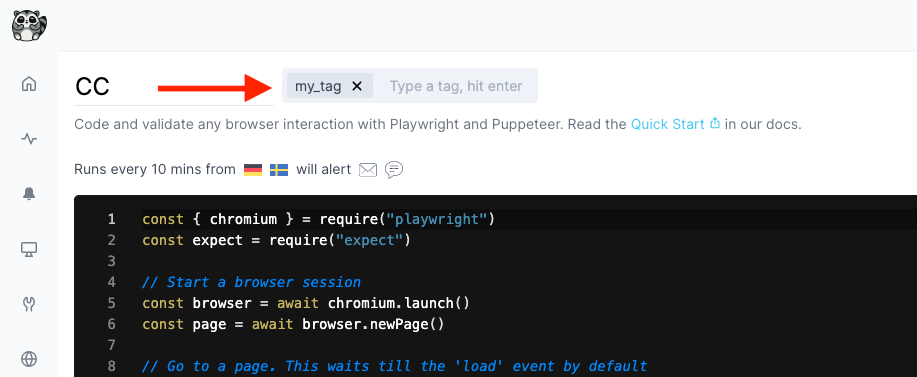 CC my_tag × Type a tag, hit enter
Code and validate any browser interaction with Playwright and Puppeteer. Read the Quick Start in our docs.
Runs every 10 mins from will alert
1 const { chromium } = require("playwright")
2 const expect = require("expect")
3
4 // Start a browser session
5 const browser = await chromium.launch()
6 const page = await browser.newPage()
7
8 // Go to a page. This waits till the 'load' event by default